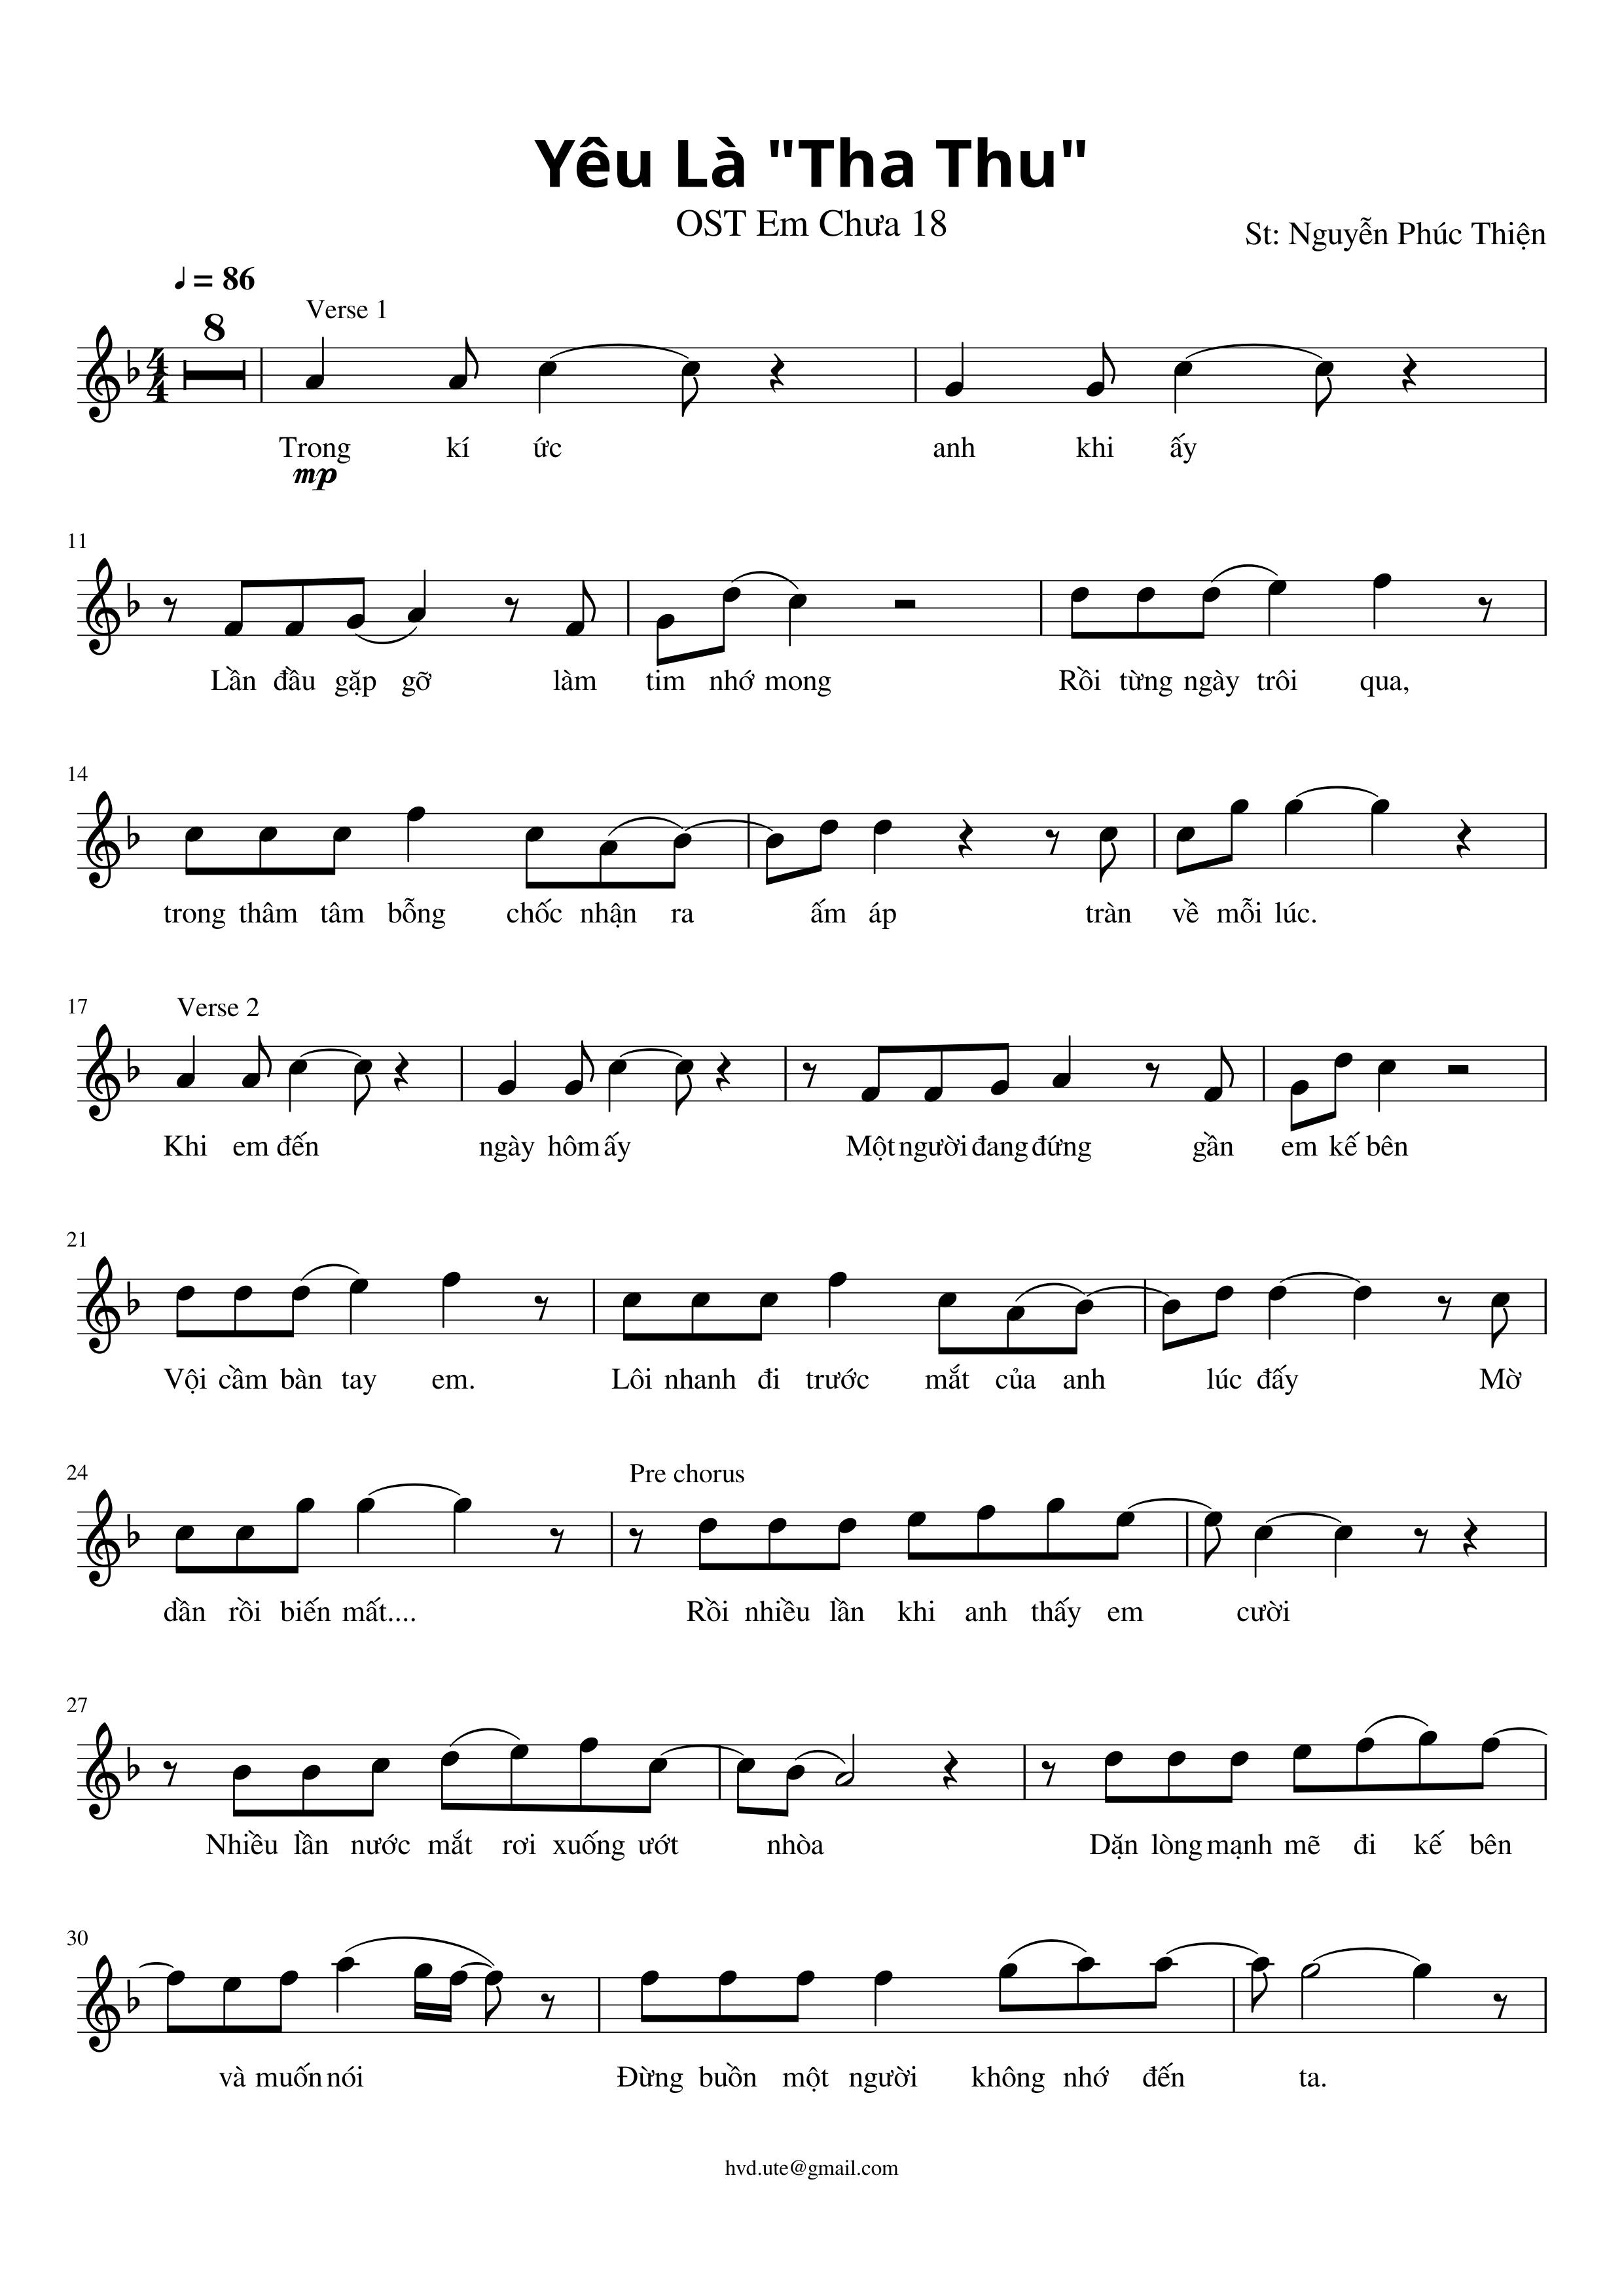 Yêu Là "Tha Thu"
OST Em Chưa 18
St: Nguyễn Phúc Thiện
= 86
8
Verse 1
4
4
Trong kí ức anh khi ấy
mp
11
Lần đầu gặp gỡ làm tim nhớ mong Rồi từng ngày trôi qua,
14
trong thâm tâm bỗng chốc nhận ra ấm áp tràn về mỗi lúc.
17
Verse 2
Khi em đến ngày hôm ấy Một người đang đứng gần em kế bên
21
Vội cầm bàn tay em. Lôi nhanh đi trước mắt của anh lúc đấy Mờ
24
Pre chorus
dần rồi biến mất.... Rồi nhiều lần khi anh thấy em cười
27
Nhiều lần nước mắt rơi xuống ướt nhòa Dặn lòng mạnh mẽ đi kế bên
30
và muốn nói Đừng buồn một người không nhớ đến ta.
hvd.ute@gmail.com